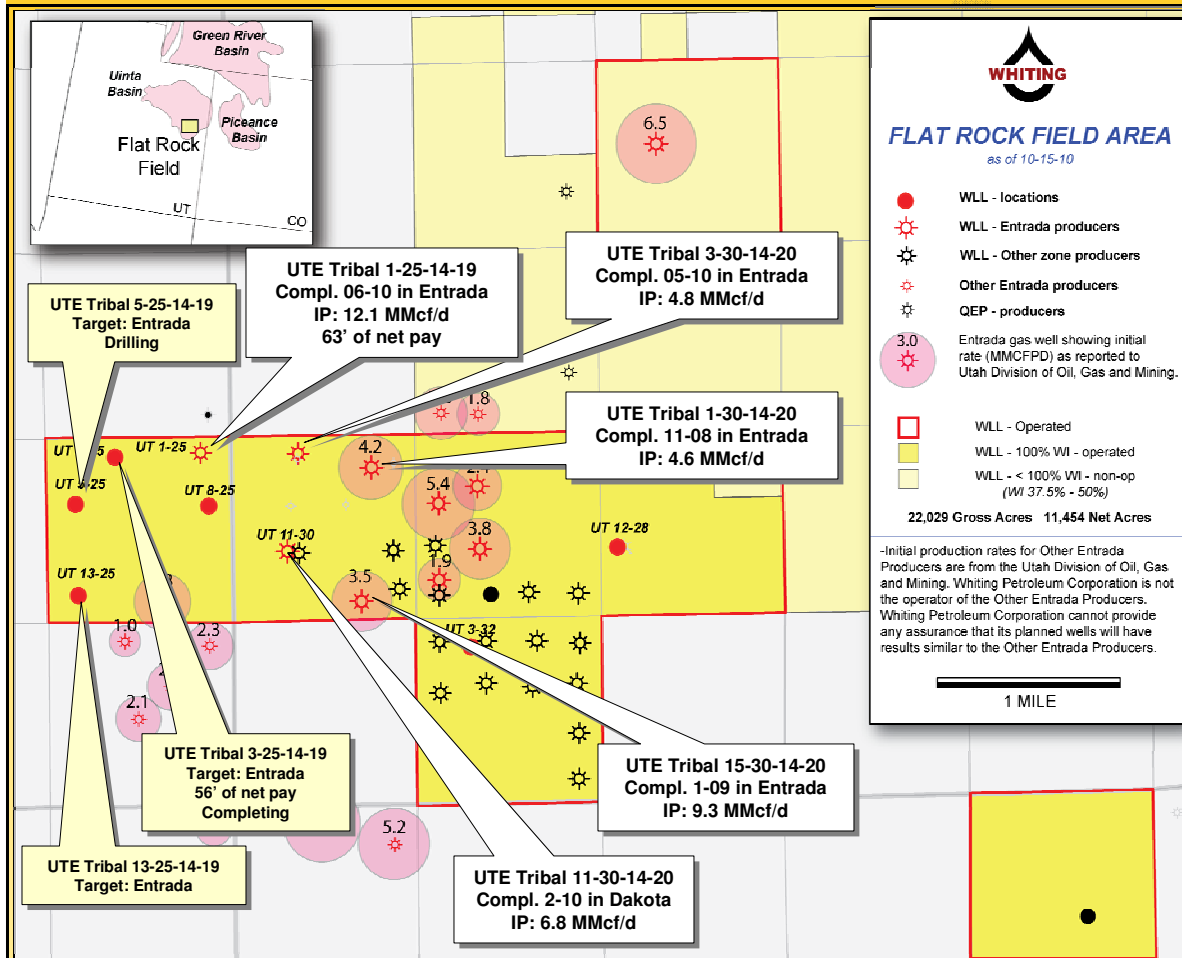 Green River
Basin
Uinta
Basin
Piceance
Basin
Flat Rock
Field
UT
CO
WHITING
FLAT ROCK FIELD AREA
as of 10-15-10
WLL - locations
WLL - Entrada producers
WLL - Other zone producers
Other Entrada producers
QEP - producers
3.0
Entrada gas well showing initial
rate (MMCFPD) as reported to
Utah Division of Oil, Gas and Mining.
WLL - Operated
WLL - 100% WI - operated
WLL - < 100% WI - non-op
(WI 37.5% - 50%)
22,029 Gross Acres 11,454 Net Acres
-Initial production rates for Other Entrada
Producers are from the Utah Division of Oil, Gas
and Mining. Whiting Petroleum Corporation is not
the operator of the Other Entrada Producers.
Whiting Petroleum Corporation cannot provide
any assurance that its planned wells will have
results similar to the Other Entrada Producers.
1 MILE
6.5
UTE Tribal 5-25-14-19
Target: Entrada
Drilling
UTE Tribal 1-25-14-19
Compl. 06-10 in Entrada
IP: 12.1 MMcf/d
63' of net pay
UTE Tribal 3-30-14-20
Compl. 05-10 in Entrada
IP: 4.8 MMcf/d
UTE Tribal 1-30-14-20
Compl. 11-08 in Entrada
IP: 4.6 MMcf/d
1.8
UT
UT 1-25
4.2
UT
UT 8-25
5.4
UT 11-30
3.8
UT 12-28
UT 13-25
3.5
1.9
1.0
2.3
UT 3-32
2.1
UTE Tribal 3-25-14-19
Target: Entrada
56' of net pay
Completing
UTE Tribal 15-30-14-20
Compl. 1-09 in Entrada
IP: 9.3 MMcf/d
5.2
UTE Tribal 13-25-14-19
Target: Entrada
UTE Tribal 11-30-14-20
Compl. 2-10 in Dakota
IP: 6.8 MMcf/d